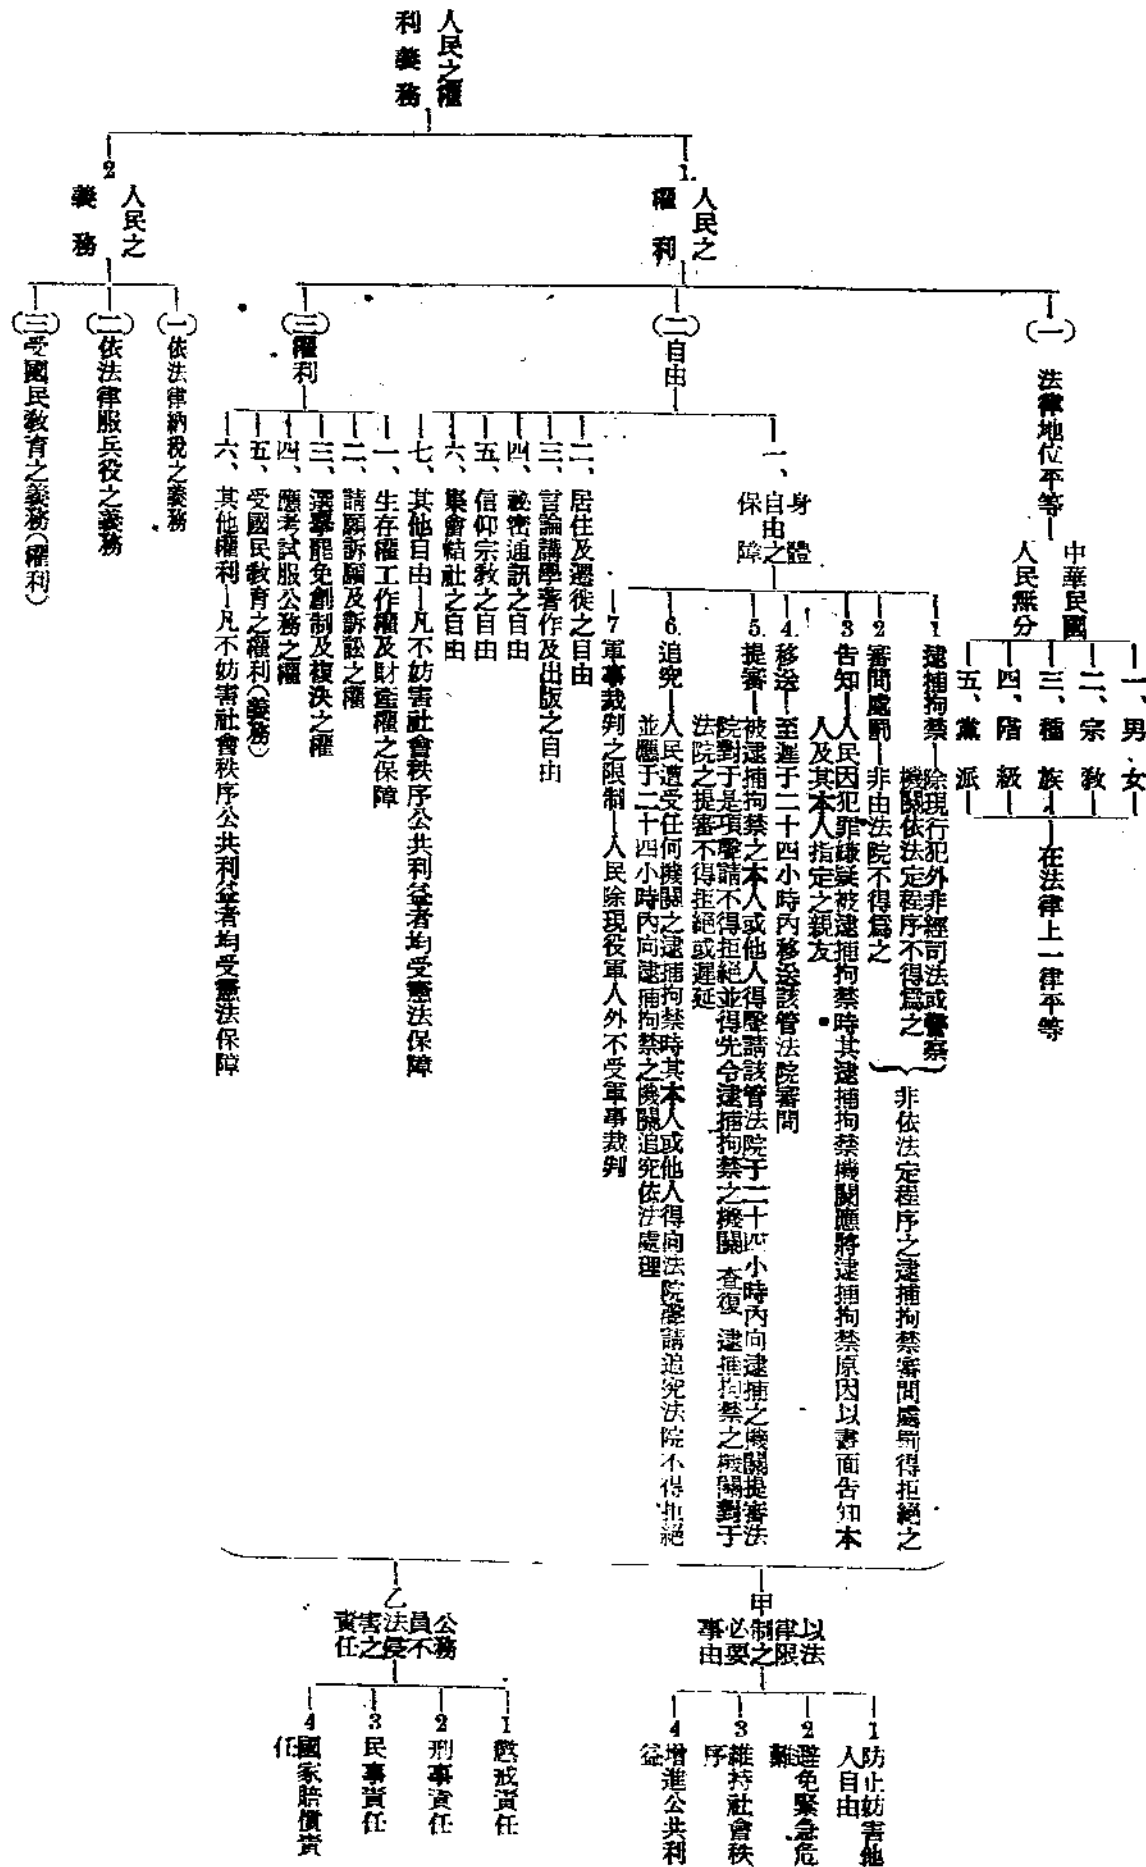 人民之權
利義務
1.
人民之
權利
(一)
法律地位平等
中華民國
人民無分
一、男女
二、宗教
三、種族
四、階級
五、黨派
在法律上一律平等
(二)自由
一、
身體
自由之
保障
1 逮捕拘禁
除現行犯外非經司法或警察
機關依法定程序不得爲之
2 審問處罰
非由法院不得爲之
非依法定程序之逮捕拘禁審問處罰得拒絕之
3 告知
人民因犯罪嫌疑被逮捕拘禁時其逮捕拘禁機關應將逮捕拘禁原因以書面告知本
人及其本人指定之親友
4 移送
至遲于二十四小時內移送該管法院審問
5. 提審
被逮捕拘禁之本人或他人得聲請該管法院于二十四小時內向逮捕之機關提審法
院對于是項聲請不得拒絕並得先令逮捕拘禁之機關查復逮捕拘禁之機關對于
法院之提審不得拒絕或遲延
6. 追究
人民遭受任何機關之逮捕拘禁時其本人或他人得向法院聲請追究法院不得拒絕
並應于二十四小時內向逮捕拘禁之機關追究依法處理
7 軍事裁判之限制
人民除現役軍人外不受軍事裁判
二、居住及遷徙之自由
三、言論講學著作及出版之自由
四、祕密通訊之自由
五、信仰宗教之自由
六、集會結社之自由
七、其他自由
凡不妨害社會秩序公共利益者均受憲法保障
(三)權利
一、生存權工作權及財產權之保障
二、請願訴願及訴訟之權
三、選舉罷免創制及複決之權
四、應考試服公務之權
五、受國民教育之權利(義務)
六、其他權利
凡不妨害社會秩序公共利益者均受憲法保障
甲
以法
律限
制之
必要
事由
1 防止妨害他
人自由
2 避免緊急危
難
3 維持社會秩
序
4 增進公共利
益
乙
公務
員不
法侵
害之
責任
1 懲戒責任
2 刑事責任
3 民事責任
4 國家賠償責
任
2
人民之
義務
(一)依法律納稅之義務
(二)依法律服兵役之義務
(三)受國民教育之義務(權利)